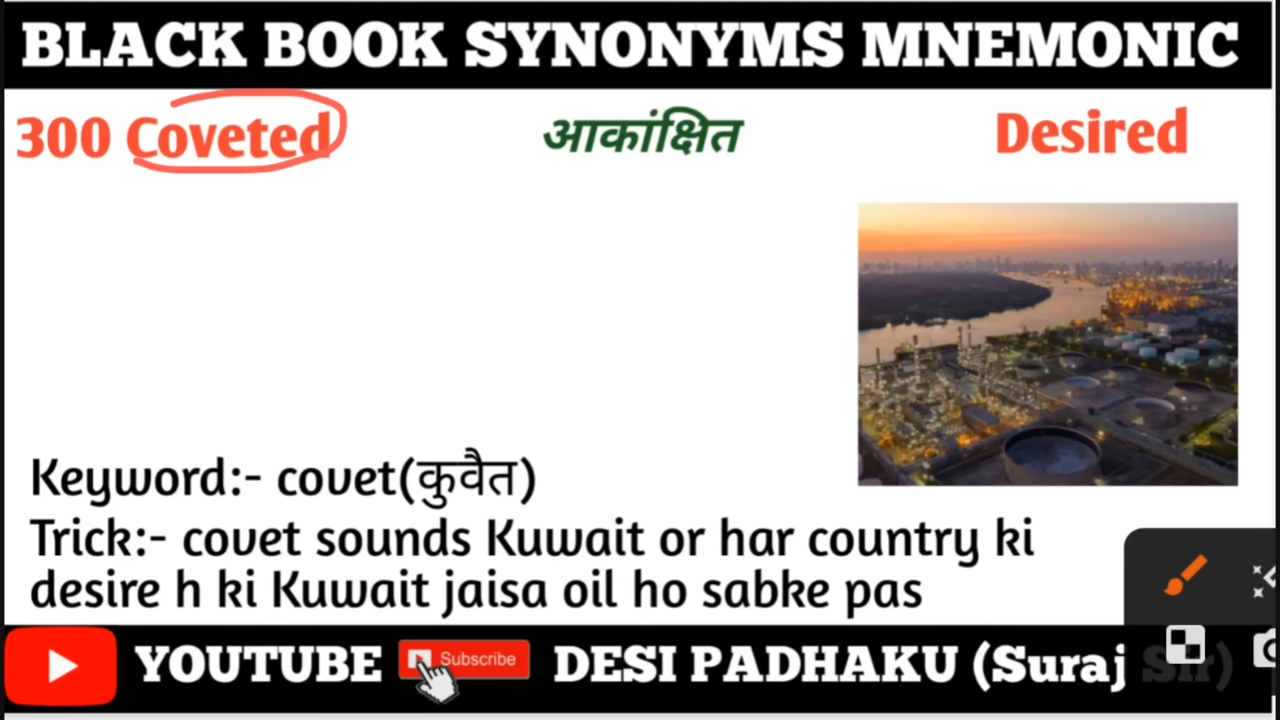 BLACK BOOK SYNONYMS MNEMONIC
300 Coveted आकांक्षित Desired
Keyword:- covet(कुवैत)
Trick:- covet sounds Kuwait or har country ki
desire h ki Kuwait jaisa oil ho sabke pas
YOUTUBE Subscribe DESI PADHAKU (Suraj Sir)